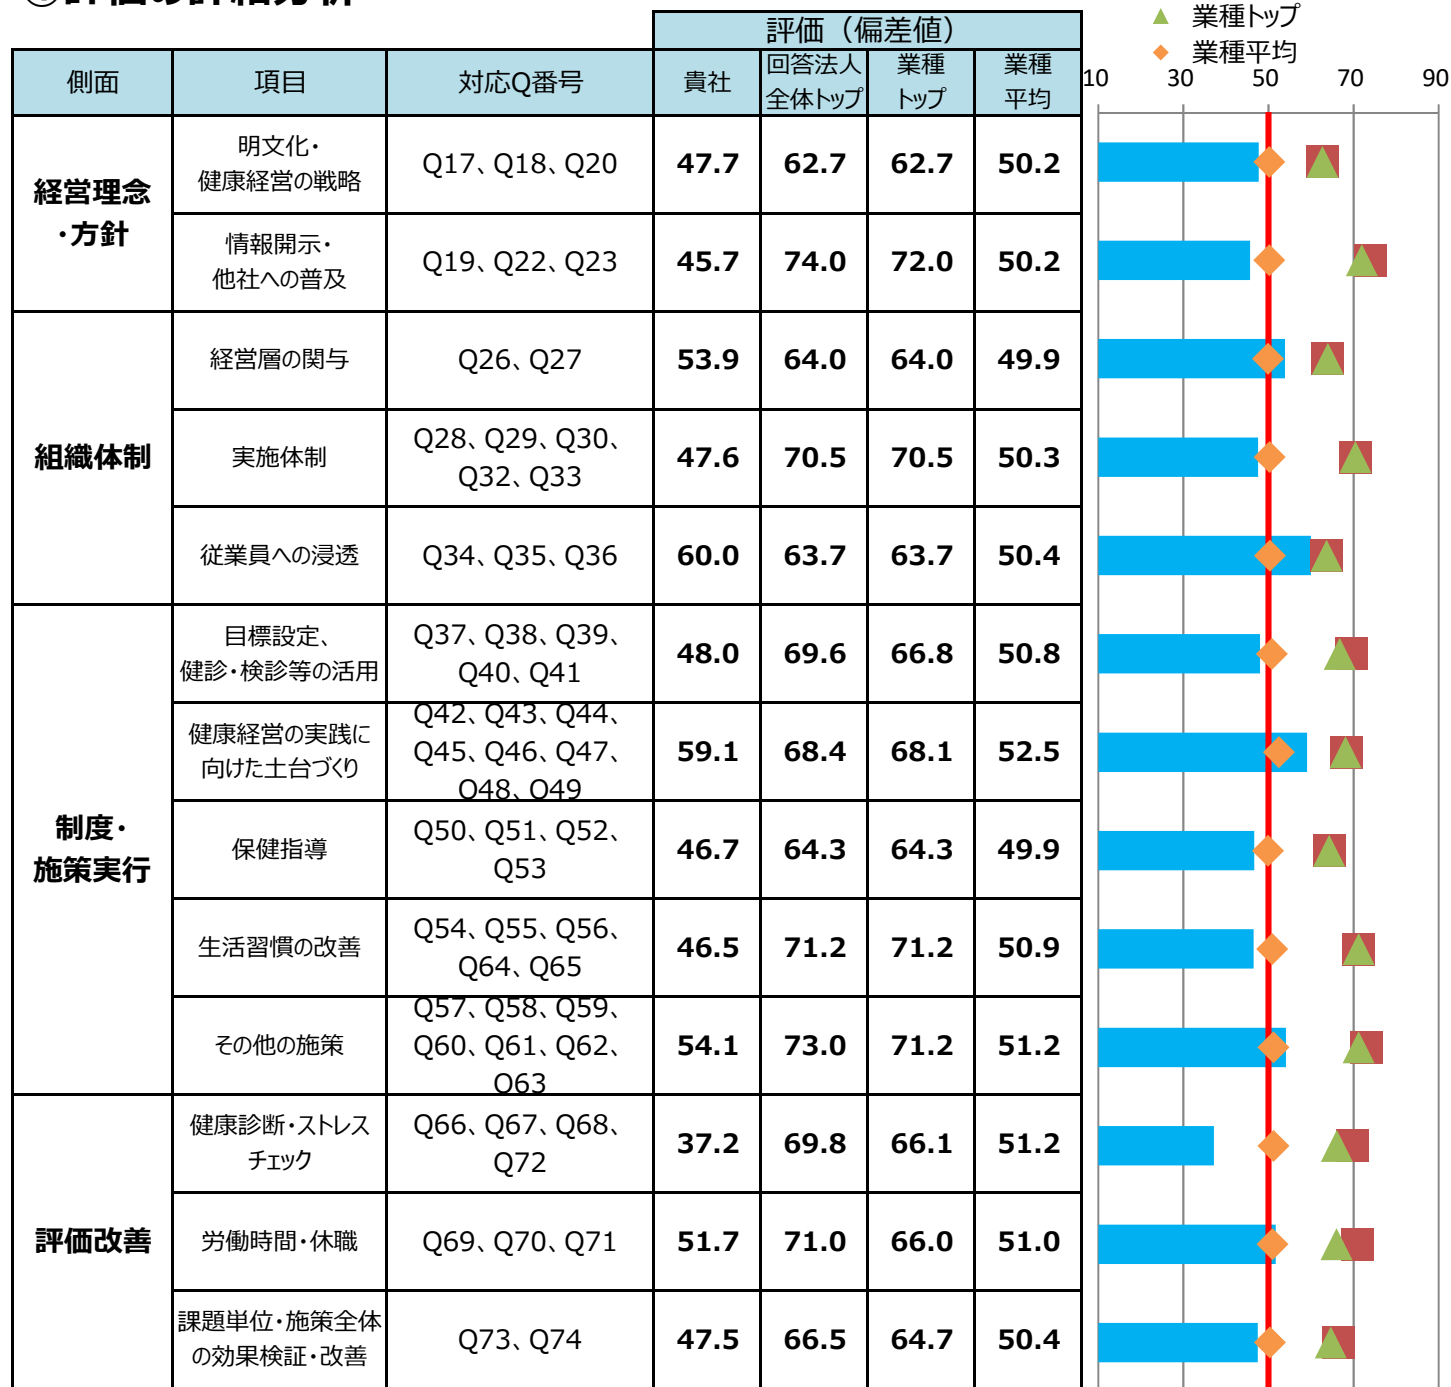 ①評価の詳細分析
評価（偏差値）
▲ 業種トップ
◆ 業種平均
側面 項目 対応Q番号 貴社 回答法人 業種 業種
全体トップ トップ 平均
10 30 50 70 90
経営理念
・方針
明文化・
健康経営の戦略
Q17、Q18、Q20 47.7 62.7 62.7 50.2
情報開示・
他社への普及
Q19、Q22、Q23 45.7 74.0 72.0 50.2
組織体制
経営層の関与 Q26、Q27 53.9 64.0 64.0 49.9
実施体制
Q28、Q29、Q30、
Q32、Q33
47.6 70.5 70.5 50.3
従業員への浸透 Q34、Q35、Q36 60.0 63.7 63.7 50.4
制度・
施策実行
目標設定、
健診・検診等の活用
Q37、Q38、Q39、
Q40、Q41
48.0 69.6 66.8 50.8
健康経営の実践に
向けた土台づくり
Q42、Q43、Q44、
Q45、Q46、Q47、
Q48、Q49
59.1 68.4 68.1 52.5
保健指導
Q50、Q51、Q52、
Q53
46.7 64.3 64.3 49.9
生活習慣の改善
Q54、Q55、Q56、
Q64、Q65
46.5 71.2 71.2 50.9
その他の施策
Q57、Q58、Q59、
Q60、Q61、Q62、
Q63
54.1 73.0 71.2 51.2
評価改善
健康診断・ストレス
チェック
Q66、Q67、Q68、
Q72
37.2 69.8 66.1 51.2
労働時間・休職 Q69、Q70、Q71 51.7 71.0 66.0 51.0
課題単位・施策全体
の効果検証・改善
Q73、Q74 47.5 66.5 64.7 50.4